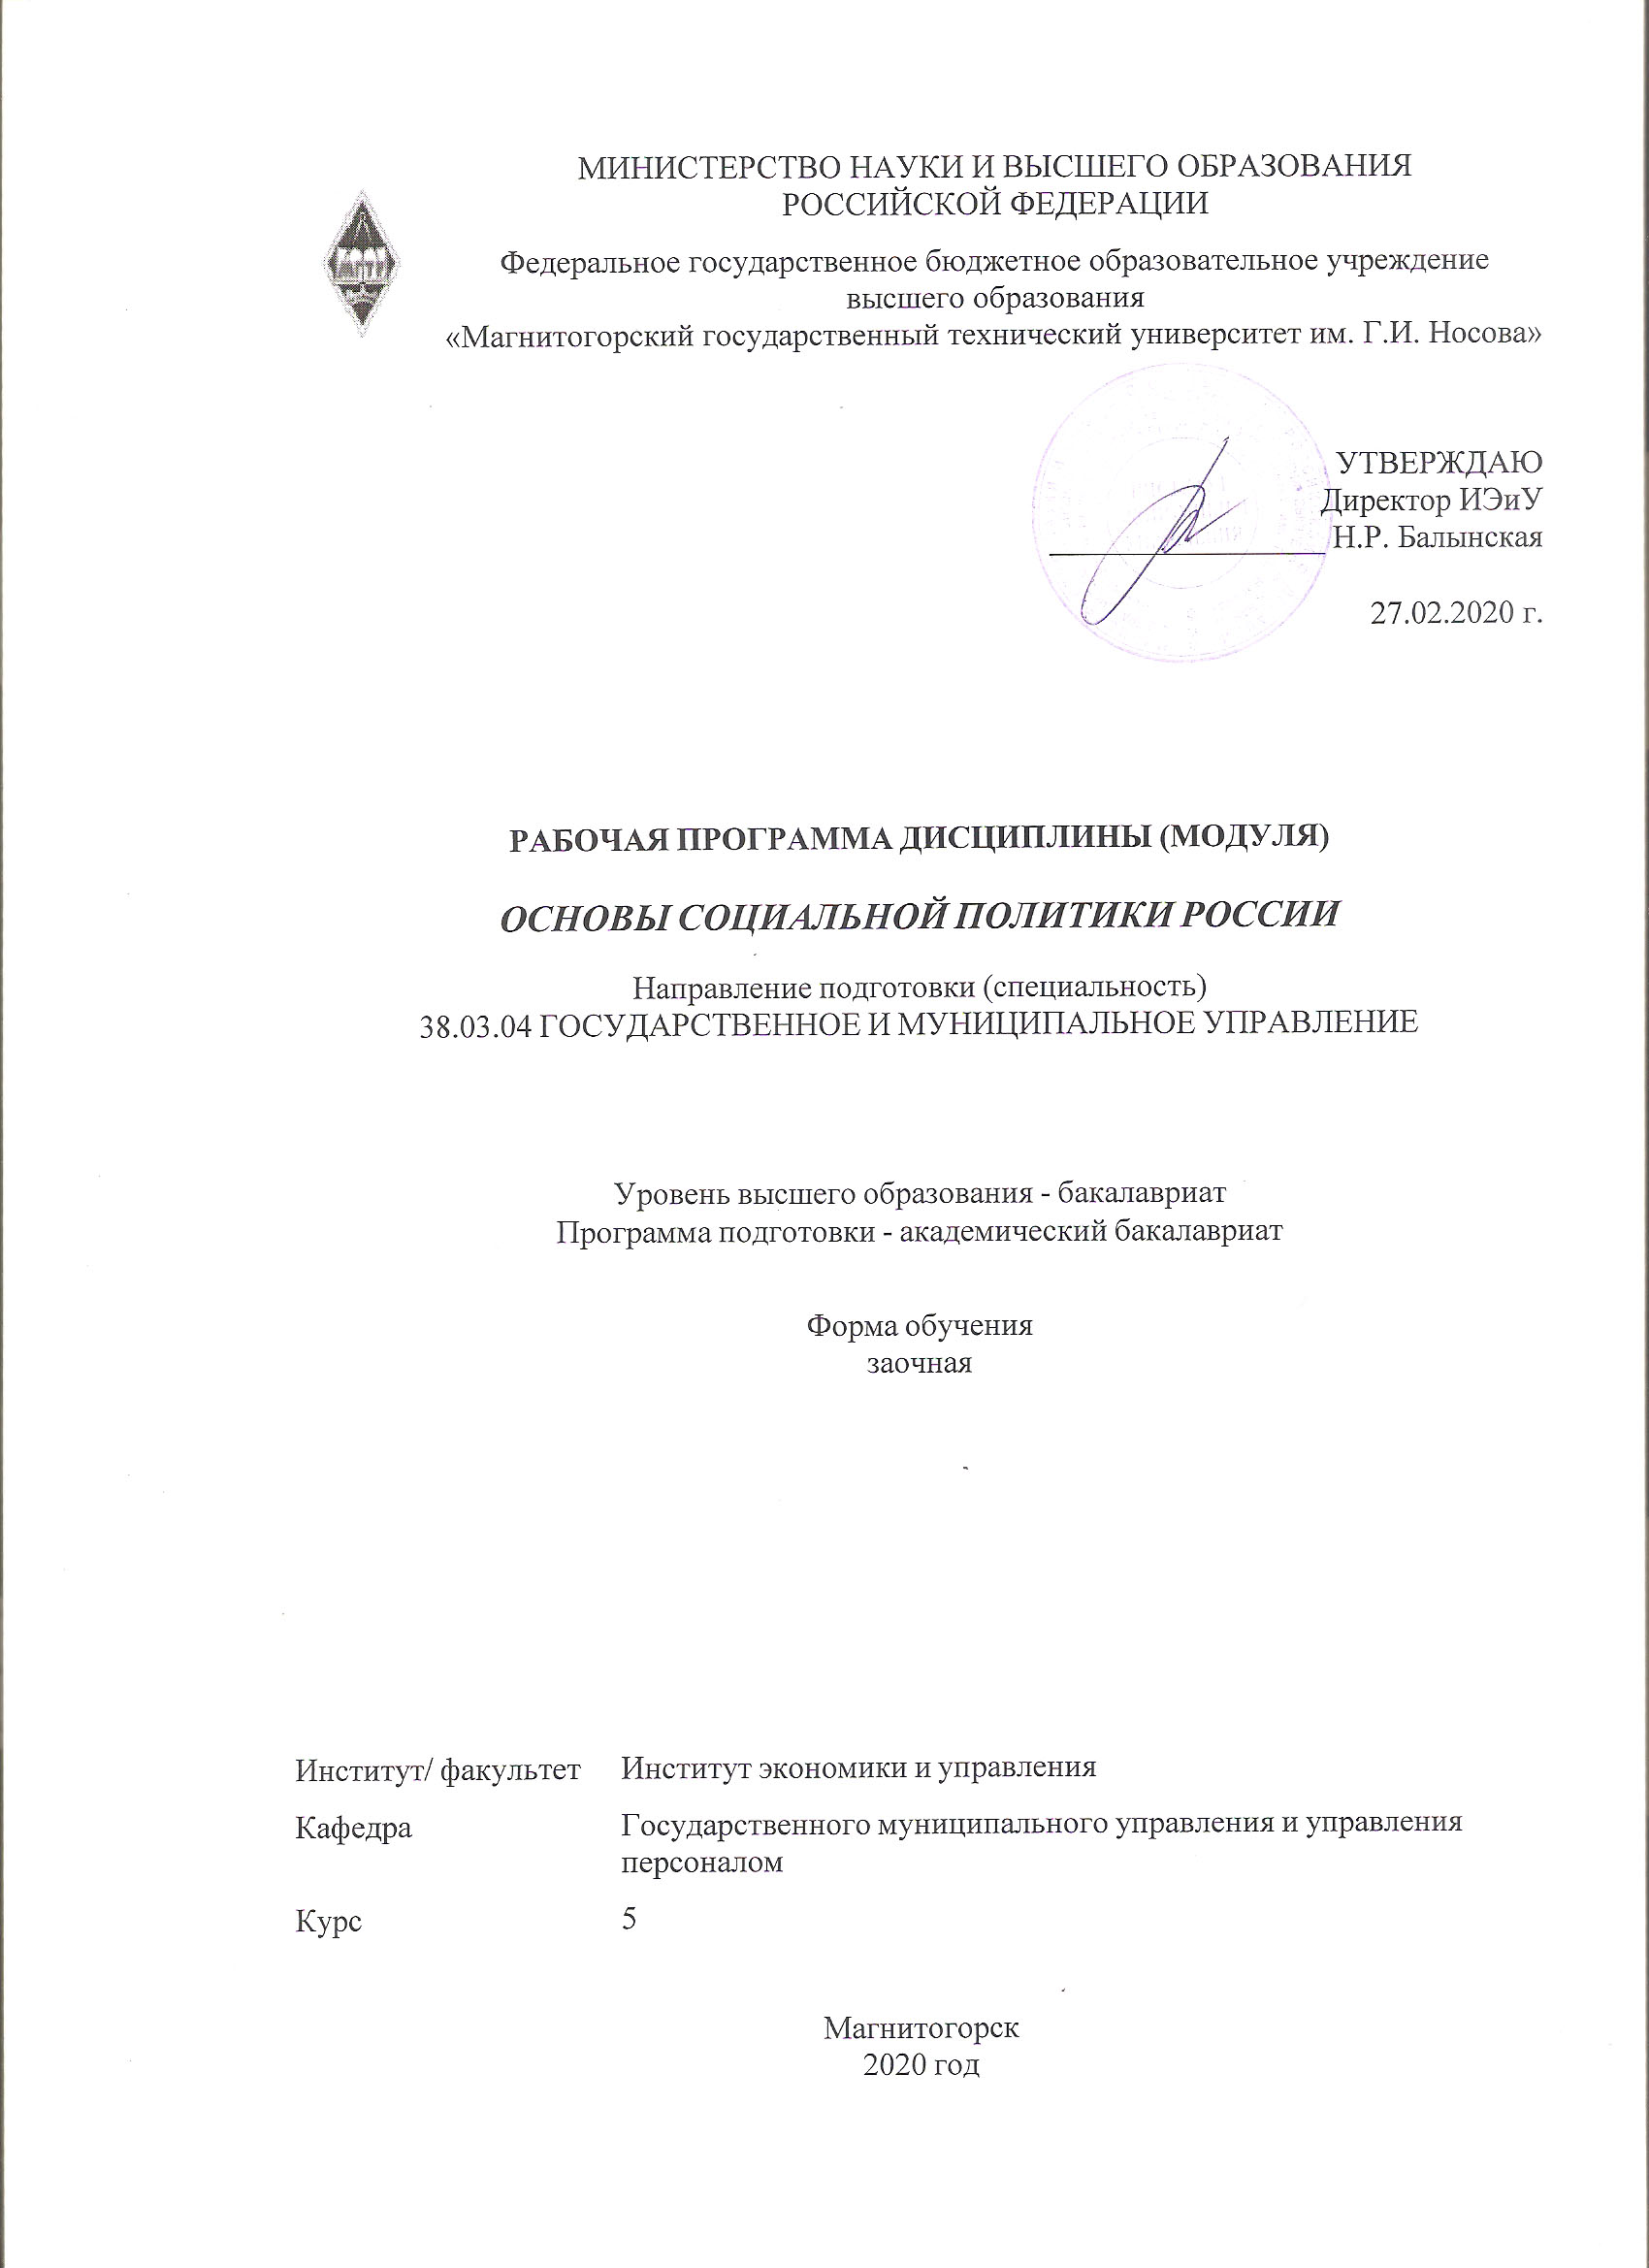 МИНИСТЕРСТВО НАУКИ И ВЫСШЕГО ОБРАЗОВАНИЯ
РОССИЙСКОЙ ФЕДЕРАЦИИ
Федеральное государственное бюджетное образовательное учреждение
высшего образования
«Магнитогорский государственный технический университет им. Г.И. Носова»
МГТУ
УТВЕРЖДАЮ
Директор ИЭиУ
Н.Р. Балынская
27.02.2020 г.
РАБОЧАЯ ПРОГРАММА ДИСЦИПЛИНЫ (МОДУЛЯ)
ОСНОВЫ СОЦИАЛЬНОЙ ПОЛИТИКИ РОССИИ
Направление подготовки (специальность)
38.03.04 ГОСУДАРСТВЕННОЕ И МУНИЦИПАЛЬНОЕ УПРАВЛЕНИЕ
Уровень высшего образования - бакалавриат
Программа подготовки - академический бакалавриат
Форма обучения
заочная
Институт/ факультет Институт экономики и управления
Кафедра Государственного муниципального управления и управления
персоналом
Курс 5
Магнитогорск
2020 год